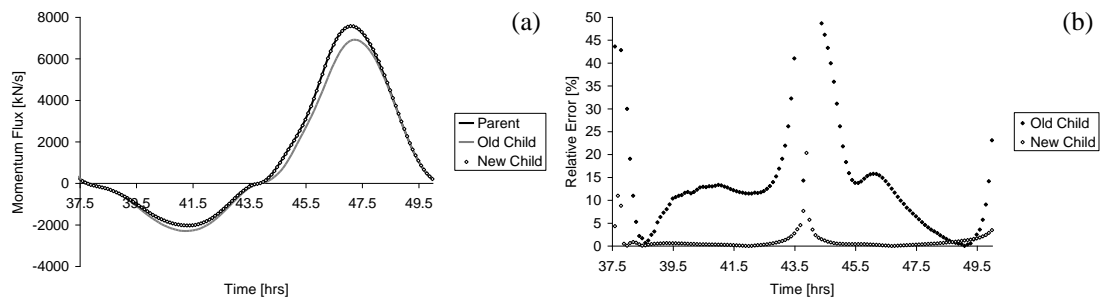 (a)
8000
6000
4000
2000
0
-2000
-4000
Momentum Flux [kN/s]
37.5 39.5 41.5 43.5 45.5 47.5 49.5
Time [hrs]
Parent
Old Child
New Child
(b)
50
45
40
35
30
25
20
15
10
5
0
Relative Error [%]
37.5 39.5 41.5 43.5 45.5 47.5 49.5
Time [hrs]
Old Child
New Child